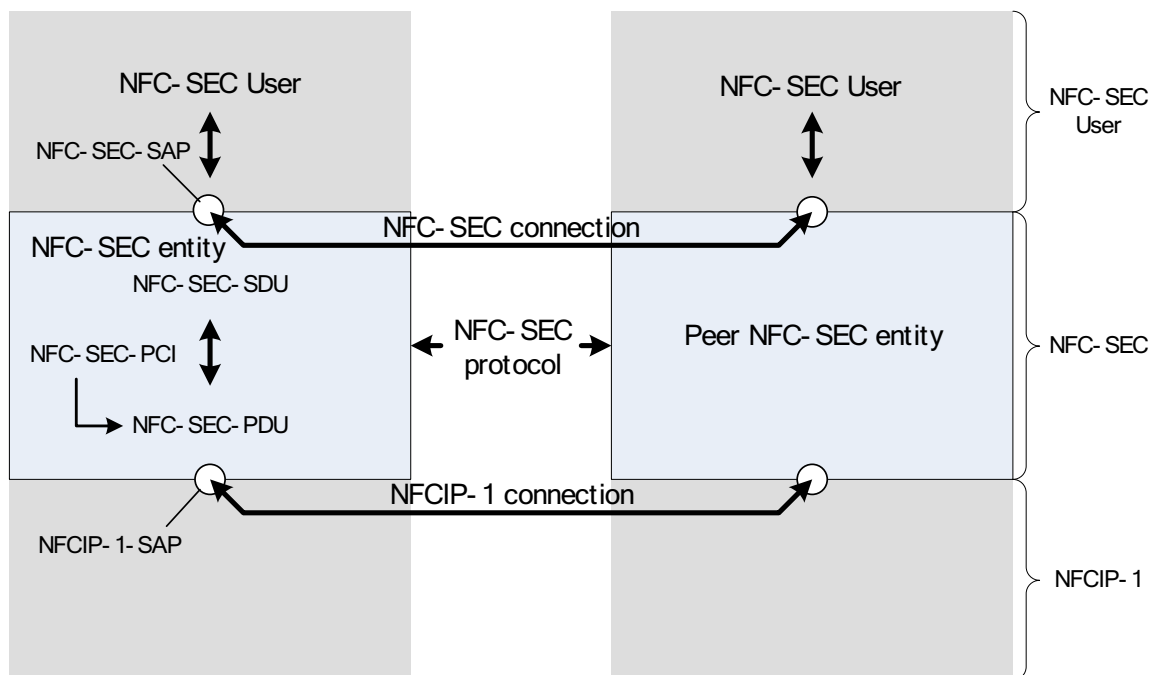 NFC-SEC User
NFC-SEC User
NFC-SEC
User
NFC-SEC-SAP
NFC-SEC connection
NFC-SEC entity
NFC-SEC-SDU
NFC-SEC
protocol
Peer NFC-SEC entity
NFC-SEC
NFC-SEC-PCI
NFC-SEC-PDU
NFCIP-1 connection
NFCIP-1-SAP
NFCIP-1